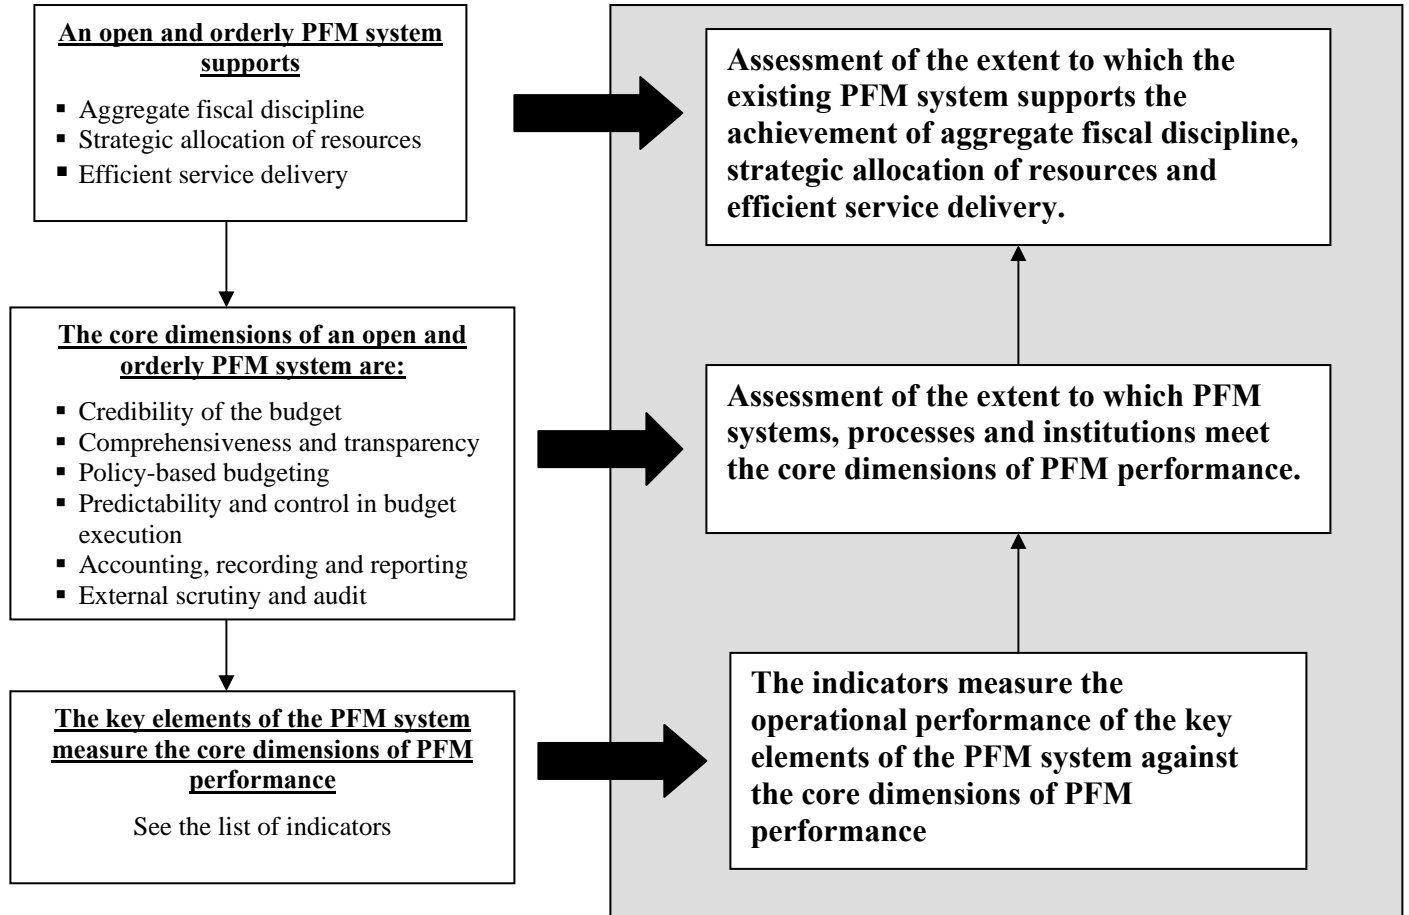 An open and orderly PFM system
supports
▪ Aggregate fiscal discipline
▪ Strategic allocation of resources
▪ Efficient service delivery
Assessment of the extent to which the
existing PFM system supports the
achievement of aggregate fiscal discipline,
strategic allocation of resources and
efficient service delivery.
The core dimensions of an open and
orderly PFM system are:
▪ Credibility of the budget
▪ Comprehensiveness and transparency
▪ Policy-based budgeting
▪ Predictability and control in budget
execution
▪ Accounting, recording and reporting
▪ External scrutiny and audit
Assessment of the extent to which PFM
systems, processes and institutions meet
the core dimensions of PFM performance.
The key elements of the PFM system
measure the core dimensions of PFM
performance
See the list of indicators
The indicators measure the
operational performance of the key
elements of the PFM system against
the core dimensions of PFM
performance